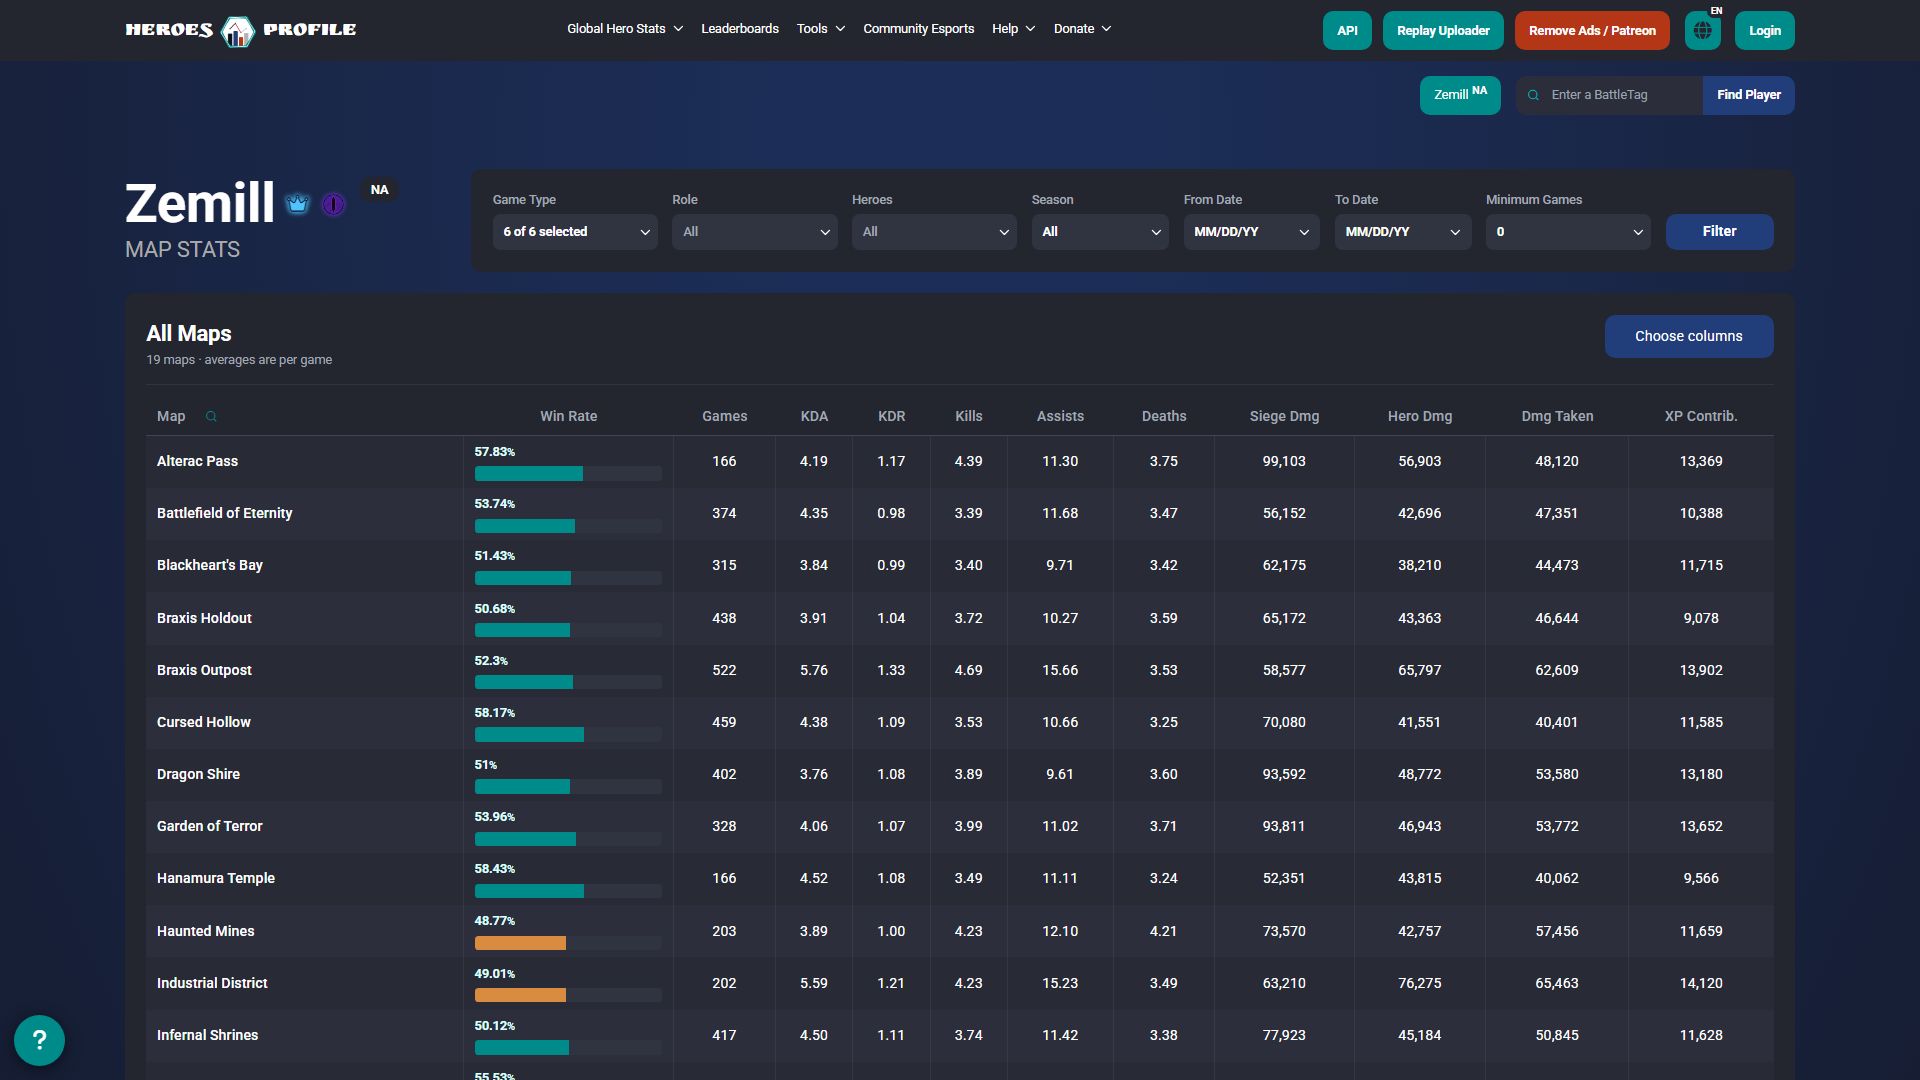 HEROES PROFILE Global Hero Stats Leaderboards Tools Community Esports Help Donate API Replay Uploader Remove Ads / Patreon EN Login
Zemill NA Enter a BattleTag Find Player
Zemill NA
MAP STATS
Game Type Role Heroes Season From Date To Date Minimum Games
6 of 6 selected All All All MM/DD/YY MM/DD/YY 0 Filter
All Maps
19 maps · averages are per game
Choose columns
Map Win Rate Games KDA KDR Kills Assists Deaths Siege Dmg Hero Dmg Dmg Taken XP Contrib.
Alterac Pass 57.83% 166 4.19 1.17 4.39 11.30 3.75 99,103 56,903 48,120 13,369
Battlefield of Eternity 53.74% 374 4.35 0.98 3.39 11.68 3.47 56,152 42,696 47,351 10,388
Blackheart's Bay 51.43% 315 3.84 0.99 3.40 9.71 3.42 62,175 38,210 44,473 11,715
Braxis Holdout 50.68% 438 3.91 1.04 3.72 10.27 3.59 65,172 43,363 46,644 9,078
Braxis Outpost 52.3% 522 5.76 1.33 4.69 15.66 3.53 58,577 65,797 62,609 13,902
Cursed Hollow 58.17% 459 4.38 1.09 3.53 10.66 3.25 70,080 41,551 40,401 11,585
Dragon Shire 51% 402 3.76 1.08 3.89 9.61 3.60 93,592 48,772 53,580 13,180
Garden of Terror 53.96% 328 4.06 1.07 3.99 11.02 3.71 93,811 46,943 53,772 13,652
Hanamura Temple 58.43% 166 4.52 1.08 3.49 11.11 3.24 52,351 43,815 40,062 9,566
Haunted Mines 48.77% 203 3.89 1.00 4.23 12.10 4.21 73,570 42,757 57,456 11,659
Industrial District 49.01% 202 5.59 1.21 4.23 15.23 3.49 63,210 76,275 65,463 14,120
Infernal Shrines 50.12% 417 4.50 1.11 3.74 11.42 3.38 77,923 45,184 50,845 11,628
55.53%
?